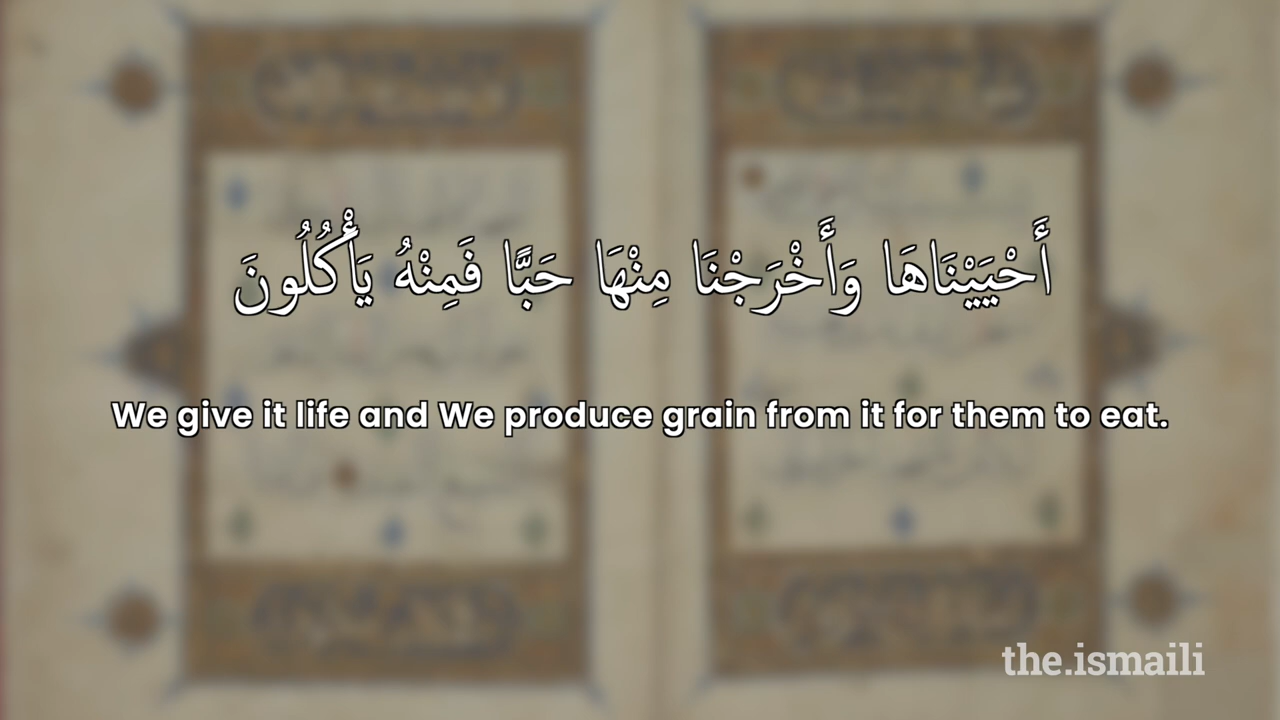 أَحْيَيْنَاهَا وَأَخْرَجْنَا مِنْهَا حَبًّا فَمِنْهُ يَأْكُلُونَ
We give it life and We produce grain from it for them to eat.
the.ismaili